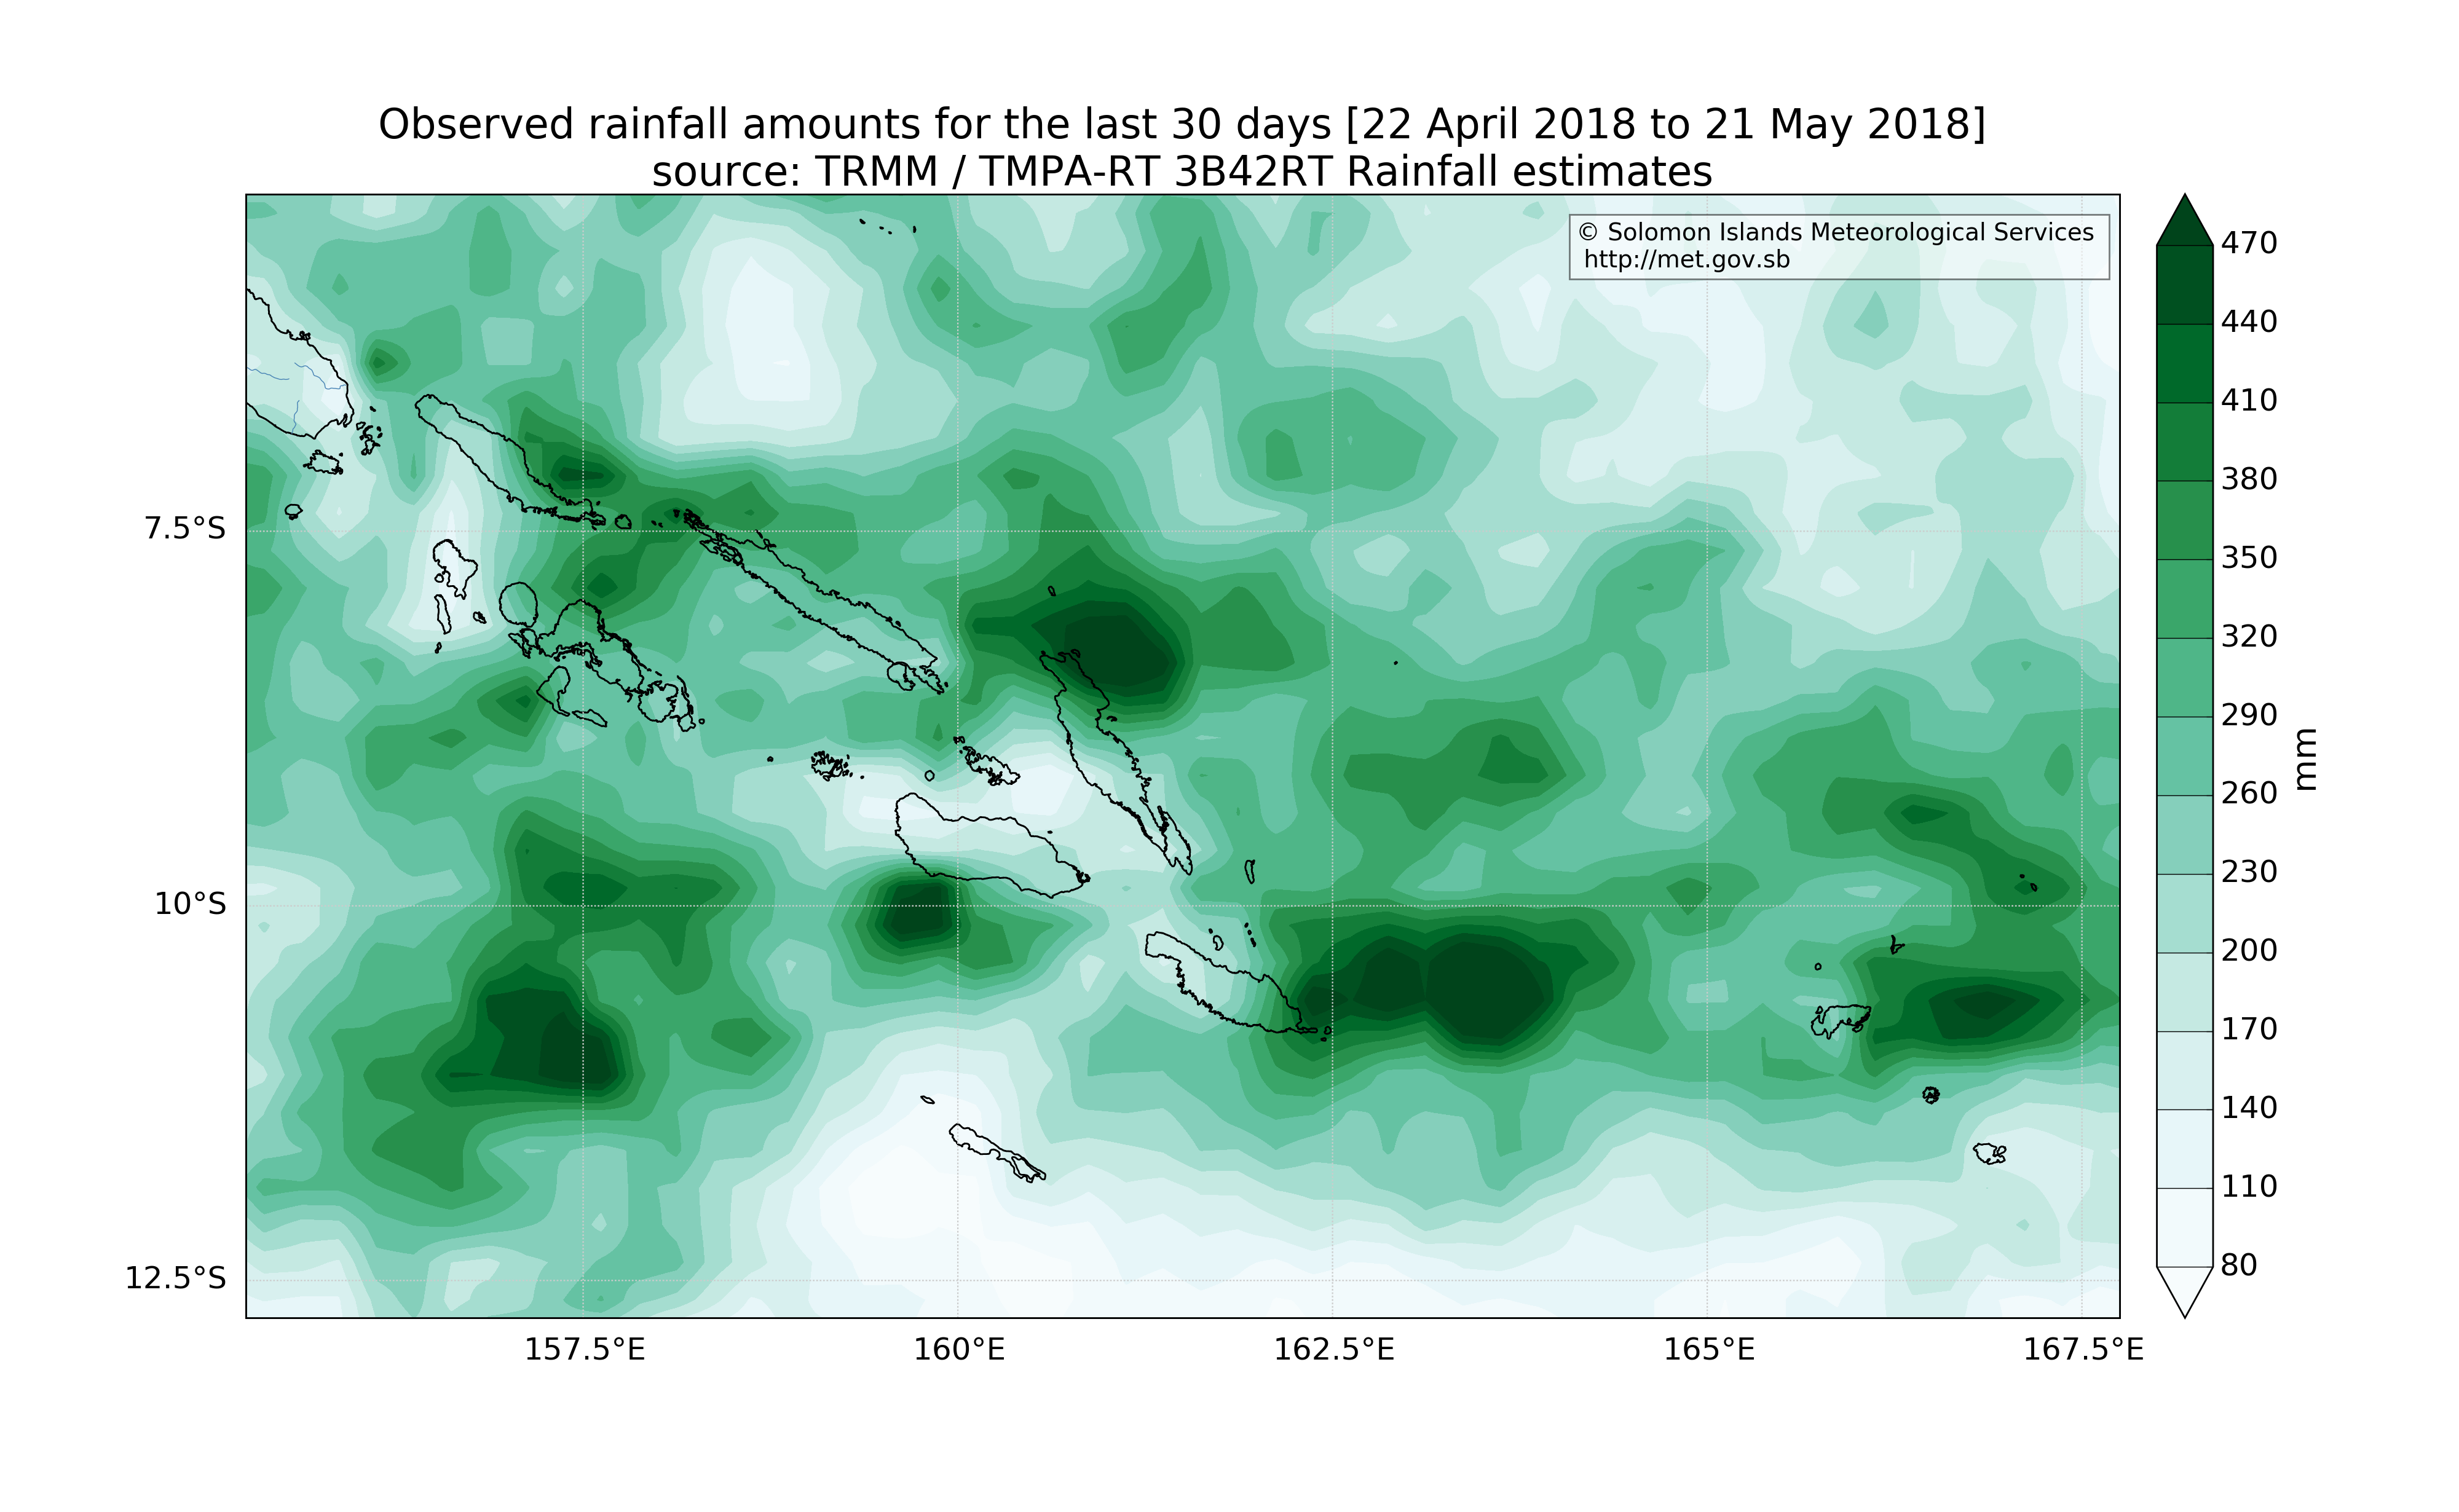 Observed rainfall amounts for the last 30 days [22 April 2018 to 21 May 2018]
source: TRMM / TMPA-RT 3B42RT Rainfall estimates
© Solomon Islands Meteorological Services
http://met.gov.sb
470
440
410
380
350
320
290
260
230
200
170
140
110
80
mm
7.5°S
10°S
12.5°S
157.5°E
160°E
162.5°E
165°E
167.5°E